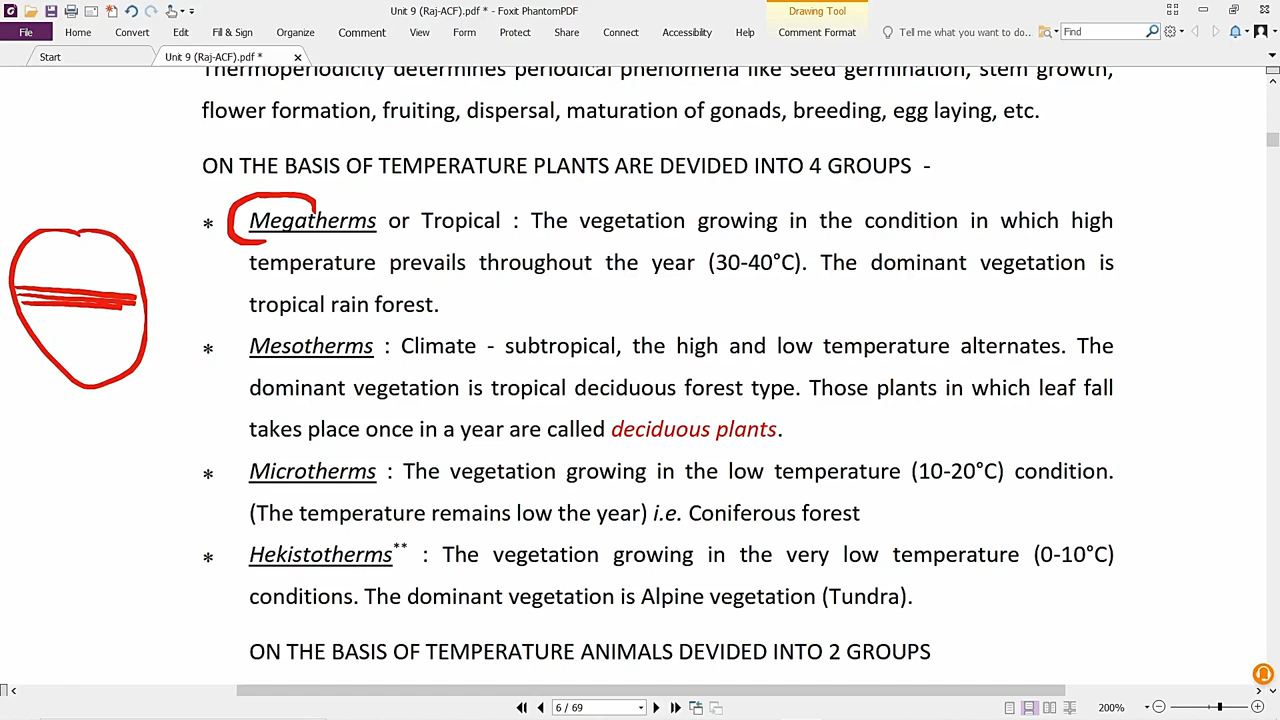 Unit 9 (Raj-ACF).pdf * - Foxit PhantomPDF
Drawing Tool
File Home Convert Edit Fill & Sign Organize Comment View Form Protect Share Connect Accessibility Help Comment Format Tell me what you want to do... Find
Start Unit 9 (Raj-ACF).pdf *
Thermoperiodicity determines periodical phenomena like seed germination, stem growth,
flower formation, fruiting, dispersal, maturation of gonads, breeding, egg laying, etc.
ON THE BASIS OF TEMPERATURE PLANTS ARE DEVIDED INTO 4 GROUPS -
* Megatherms or Tropical : The vegetation growing in the condition in which high
temperature prevails throughout the year (30-40°C). The dominant vegetation is
tropical rain forest.
* Mesotherms : Climate - subtropical, the high and low temperature alternates. The
dominant vegetation is tropical deciduous forest type. Those plants in which leaf fall
takes place once in a year are called deciduous plants.
* Microtherms : The vegetation growing in the low temperature (10-20°C) condition.
(The temperature remains low the year) i.e. Coniferous forest
* Hekistotherms** : The vegetation growing in the very low temperature (0-10°C)
conditions. The dominant vegetation is Alpine vegetation (Tundra).
ON THE BASIS OF TEMPERATURE ANIMALS DEVIDED INTO 2 GROUPS
6 / 69 200%